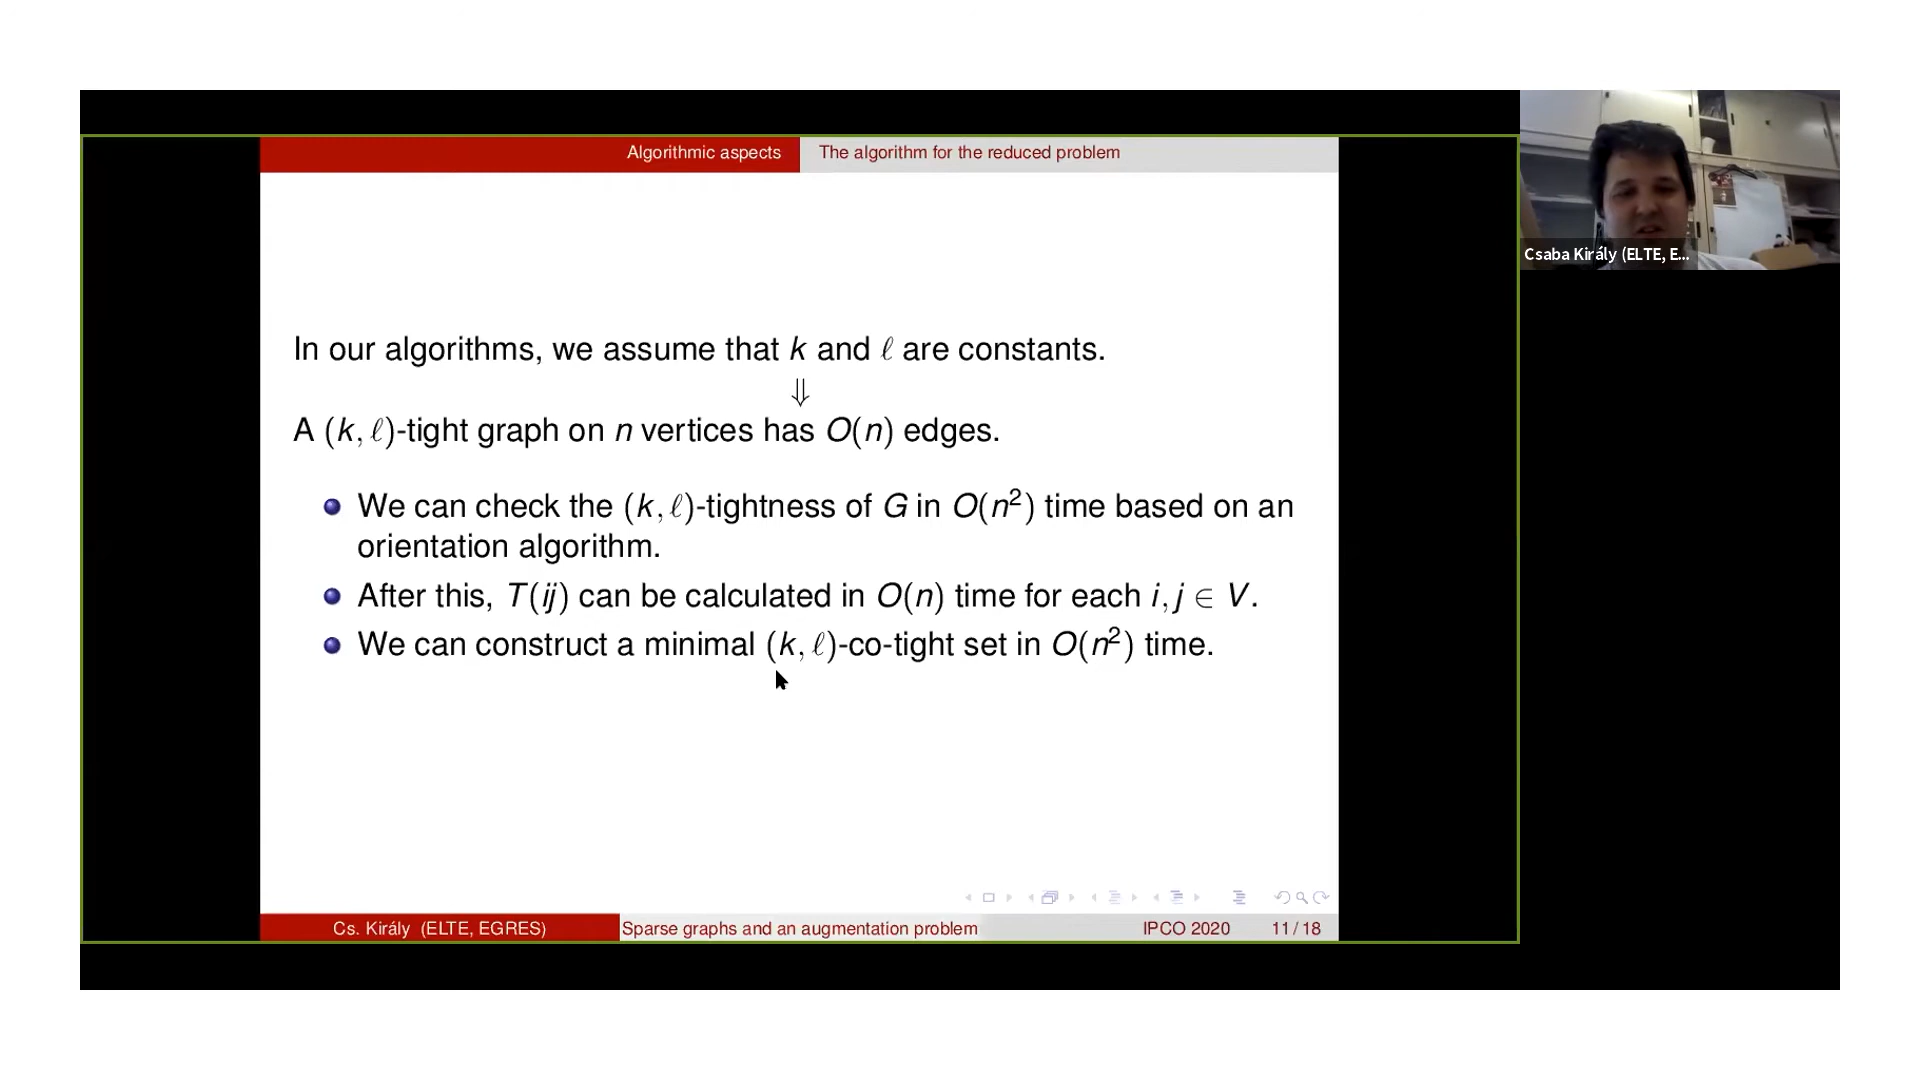 Algorithmic aspects
The algorithm for the reduced problem
In our algorithms, we assume that k and ℓ are constants.
⇓
A (k, ℓ)-tight graph on n vertices has O(n) edges.
We can check the (k, ℓ)-tightness of G in O(n²) time based on an
orientation algorithm.
After this, T(ij) can be calculated in O(n) time for each i, j ∈ V.
We can construct a minimal (k, ℓ)-co-tight set in O(n²) time.
Cs. Király (ELTE, EGRES)
Sparse graphs and an augmentation problem
IPCO 2020
11 / 18
Csaba Király (ELTE, E...